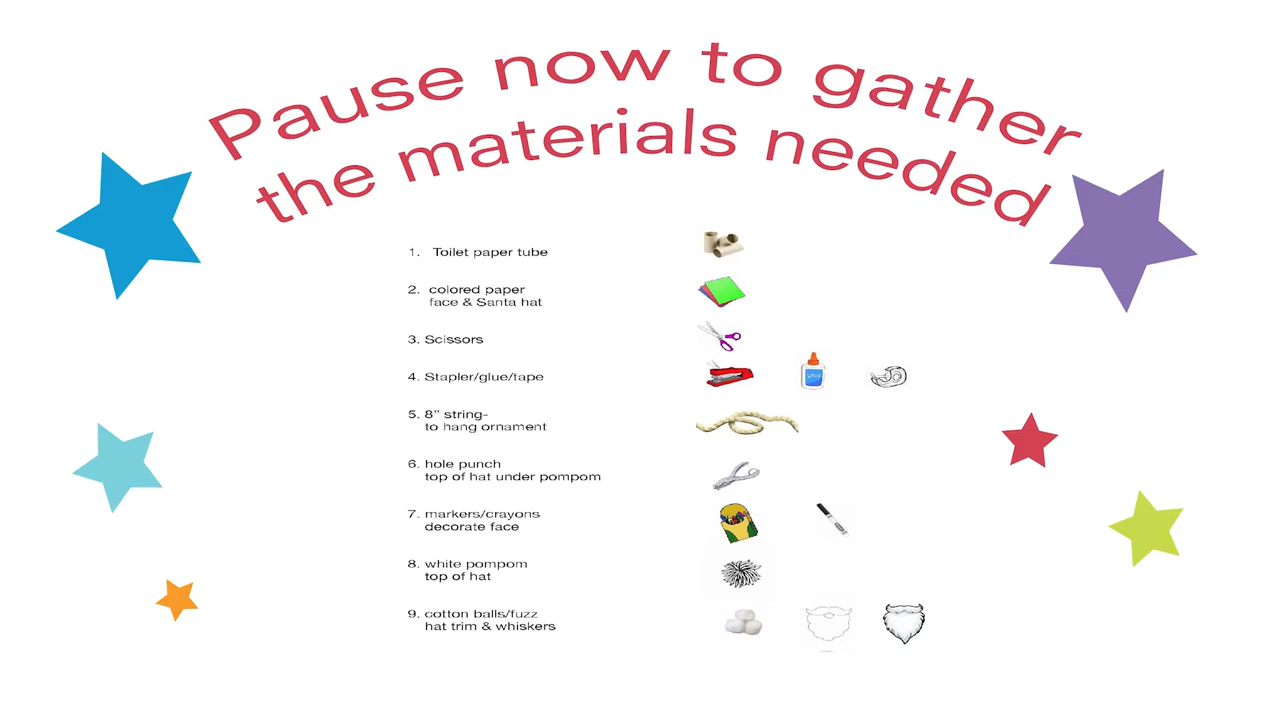 Pause now to gather
the materials needed
1. Toilet paper tube
2. colored paper
face & Santa hat
3. Scissors
4. Stapler/glue/tape
glue
5. 8” string-
to hang ornament
6. hole punch
top of hat under pompom
7. markers/crayons
decorate face
8. white pompom
top of hat
9. cotton balls/fuzz
hat trim & whiskers